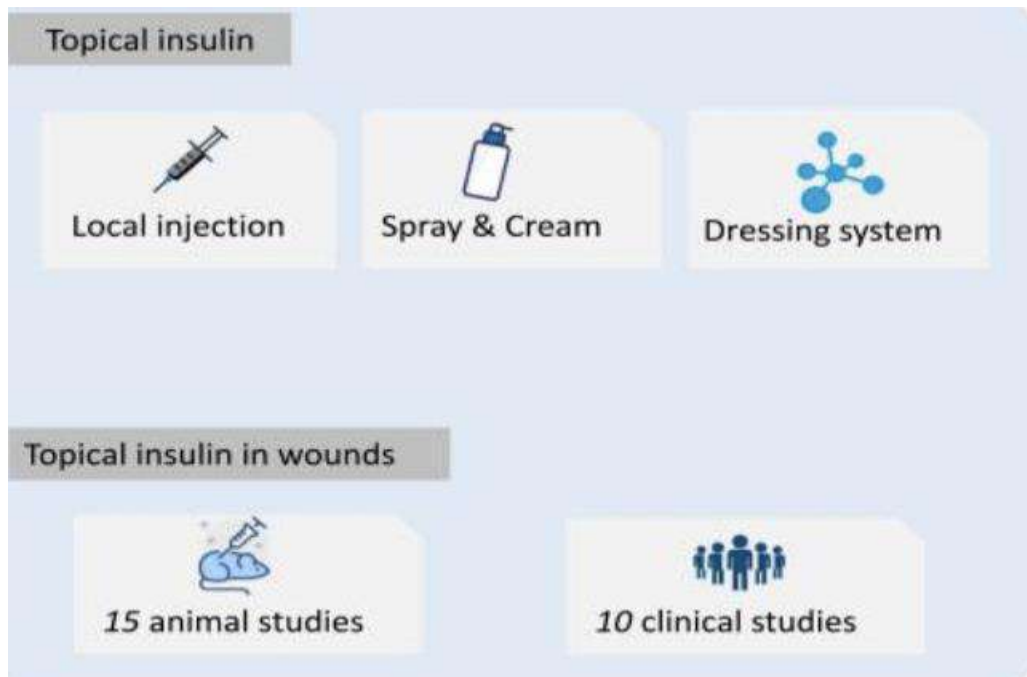 Topical insulin
Local injection
Spray & Cream
Dressing system
Topical insulin in wounds
15 animal studies
10 clinical studies